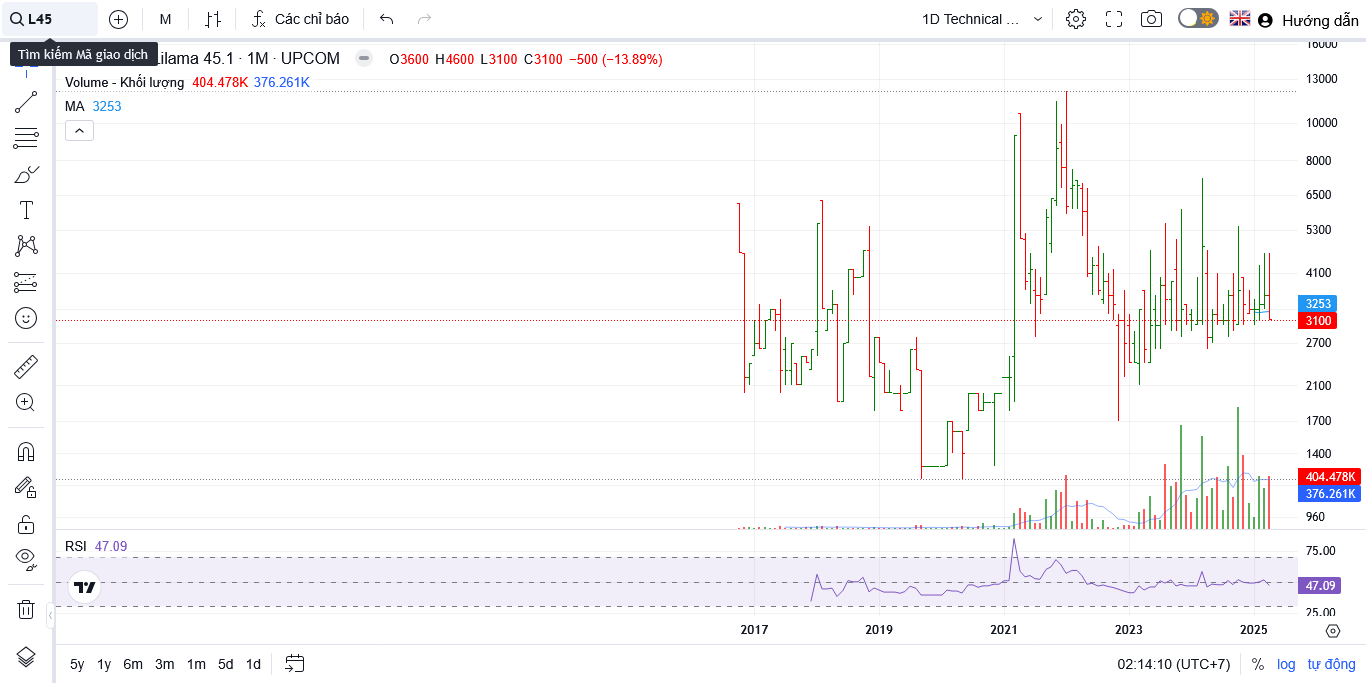 L45
M
Các chỉ báo
1D Technical ...
Hướng dẫn
Tìm kiếm Mã giao dịch
Lilama 45.1 · 1M · UPCOM
O3600 H4600 L3100 C3100 −500 (−13.89%)
Volume - Khối lượng 404.478K 376.261K
MA 3253
16000
13000
10000
8000
6500
5300
4100
3253
3100
2700
2100
1700
1400
404.478K
376.261K
960
RSI 47.09
75.00
47.09
25.00
2017 2019 2021 2023 2025
5y 1y 6m 3m 1m 5d 1d
02:14:10 (UTC+7) % log tự động